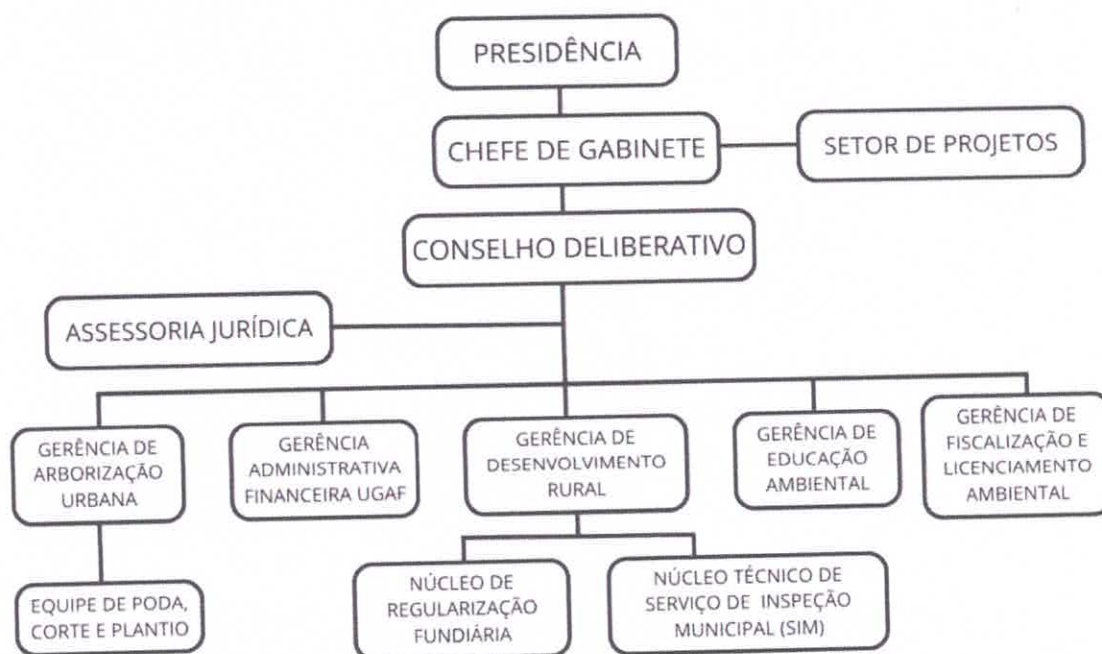 PRESIDÊNCIA
CHEFE DE GABINETE
SETOR DE PROJETOS
CONSELHO DELIBERATIVO
ASSESSORIA JURÍDICA
GERÊNCIA DE
ARBORIZAÇÃO
URBANA
GERÊNCIA
ADMINISTRATIVA
FINANCEIRA UGAF
GERÊNCIA DE
DESENVOLVIMENTO
RURAL
GERÊNCIA DE
EDUCAÇÃO
AMBIENTAL
GERÊNCIA DE
FISCALIZAÇÃO E
LICENCIAMENTO
AMBIENTAL
EQUIPE DE PODA,
CORTE E PLANTIO
NÚCLEO DE
REGULARIZAÇÃO
FUNDIÁRIA
NÚCLEO TÉCNICO DE
SERVIÇO DE INSPEÇÃO
MUNICIPAL (SIM)